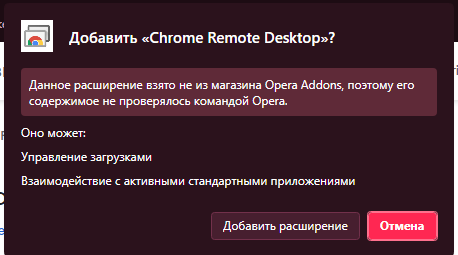 Добавить «Chrome Remote Desktop»?
Данное расширение взято не из магазина Opera Addons, поэтому его
содержимое не проверялось командой Opera.
Оно может:
Управление загрузками
Взаимодействие с активными стандартными приложениями
Добавить расширение
Отмена